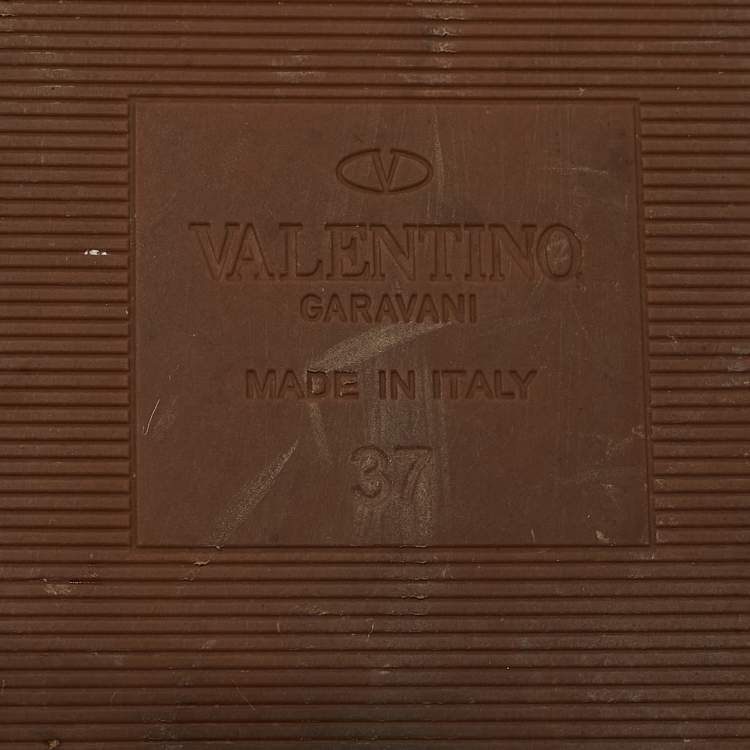 V
VALENTINO
GARAVANI
MADE IN ITALY
37